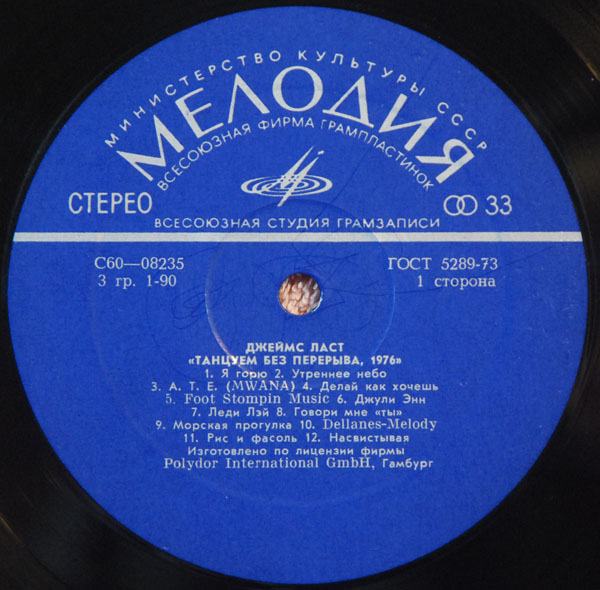 МИНИСТЕРСТВО КУЛЬТУРЫ СССР
МЕЛОДИЯ
ВСЕСОЮЗНАЯ ФИРМА ГРАМПЛАСТИНОК
СТЕРЕО
33
ВСЕСОЮЗНАЯ СТУДИЯ ГРАМЗАПИСИ
С60—08235
ГОСТ 5289-73
3 гр. 1-90
1 сторона
ДЖЕЙМС ЛАСТ
«ТАНЦУЕМ БЕЗ ПЕРЕРЫВА, 1976»
1. Я горю 2. Утреннее небо
3. А. Т. Е. (MWANA) 4. Делай как хочешь
5. Foot Stompin Music 6. Джули Энн
7. Леди Лэй 8. Говори мне «ты»
9. Морская прогулка 10. Dellanes-Melody
11. Рис и фасоль 12. Насвистывая
Изготовлено по лицензии фирмы
Polydor International GmbH, Гамбург